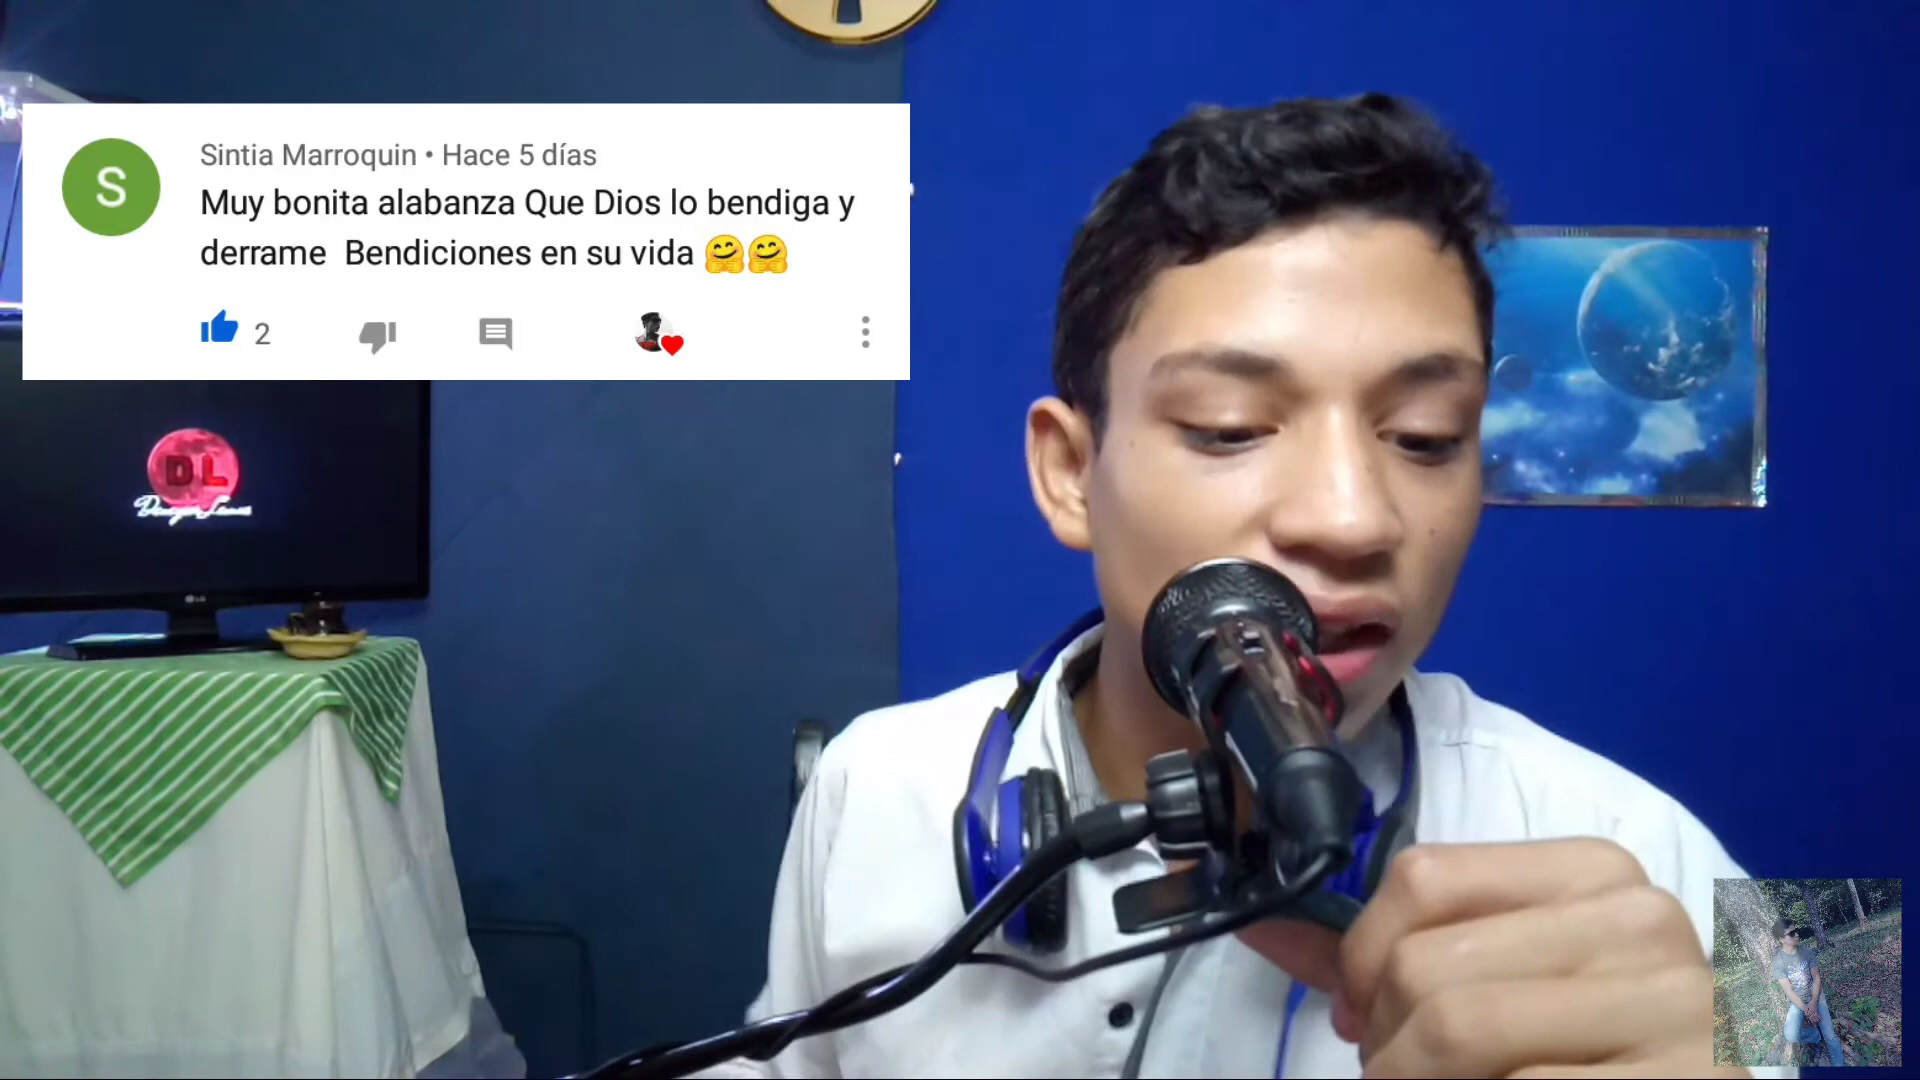 Sintia Marroquin • Hace 5 días
Muy bonita alabanza Que Dios lo bendiga y
derrame  Bendiciones en su vida 🤗🤗
2
S
DL
LG